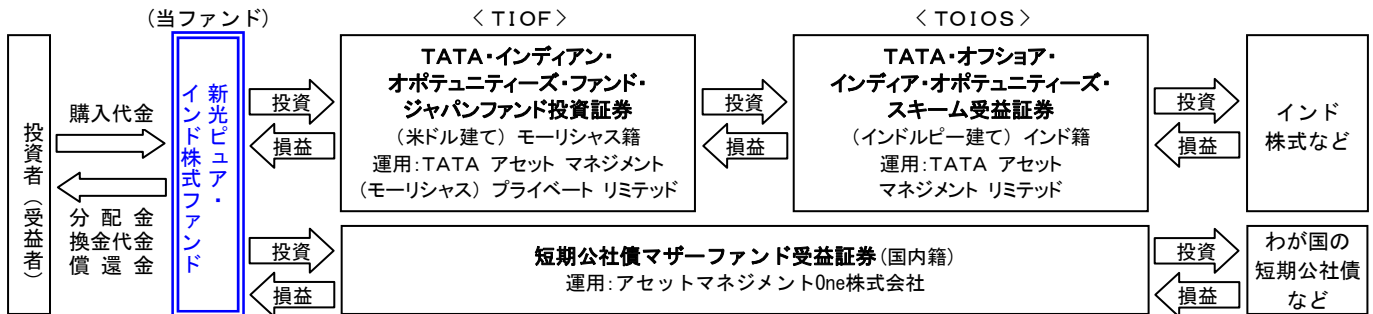 (当ファンド)
<TIOF>
<TOIOS>
投資者(受益者)
購入代金
分配金
換金代金
償還金
新光ピュア・
インド株式ファンド
投資
損益
TATA・インディアン・
オポテュニティーズ・ファンド・
ジャパンファンド投資証券
(米ドル建て) モーリシャス籍
運用:TATA アセット マネジメント
(モーリシャス) プライベート リミテッド
投資
損益
TATA・オフショア・
インディア・オポテュニティーズ・
スキーム受益証券
(インドルピー建て) インド籍
運用:TATA アセット
マネジメント リミテッド
投資
損益
インド
株式など
投資
損益
短期公社債マザーファンド受益証券(国内籍)
運用:アセットマネジメントOne株式会社
投資
損益
わが国の
短期公社債
など